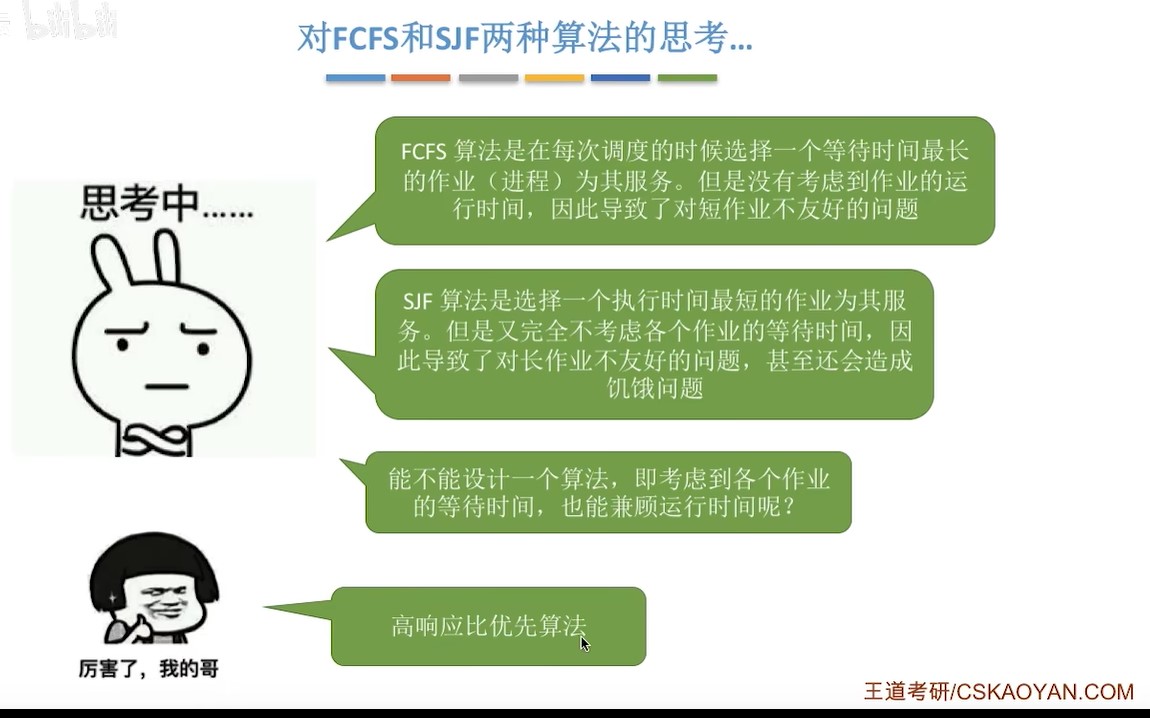 bilibili
对FCFS和SJF两种算法的思考...
FCFS 算法是在每次调度的时候选择一个等待时间最长
的作业（进程）为其服务。但是没有考虑到作业的运
行时间，因此导致了对短作业不友好的问题
思考中......
SJF 算法是选择一个执行时间最短的作业为其服
务。但是又完全不考虑各个作业的等待时间，因
此导致了对长作业不友好的问题，甚至还会造成
饥饿问题
能不能设计一个算法，即考虑到各个作业
的等待时间，也能兼顾运行时间呢？
高响应比优先算法
厉害了，我的哥
王道考研/CSKAOYAN.COM